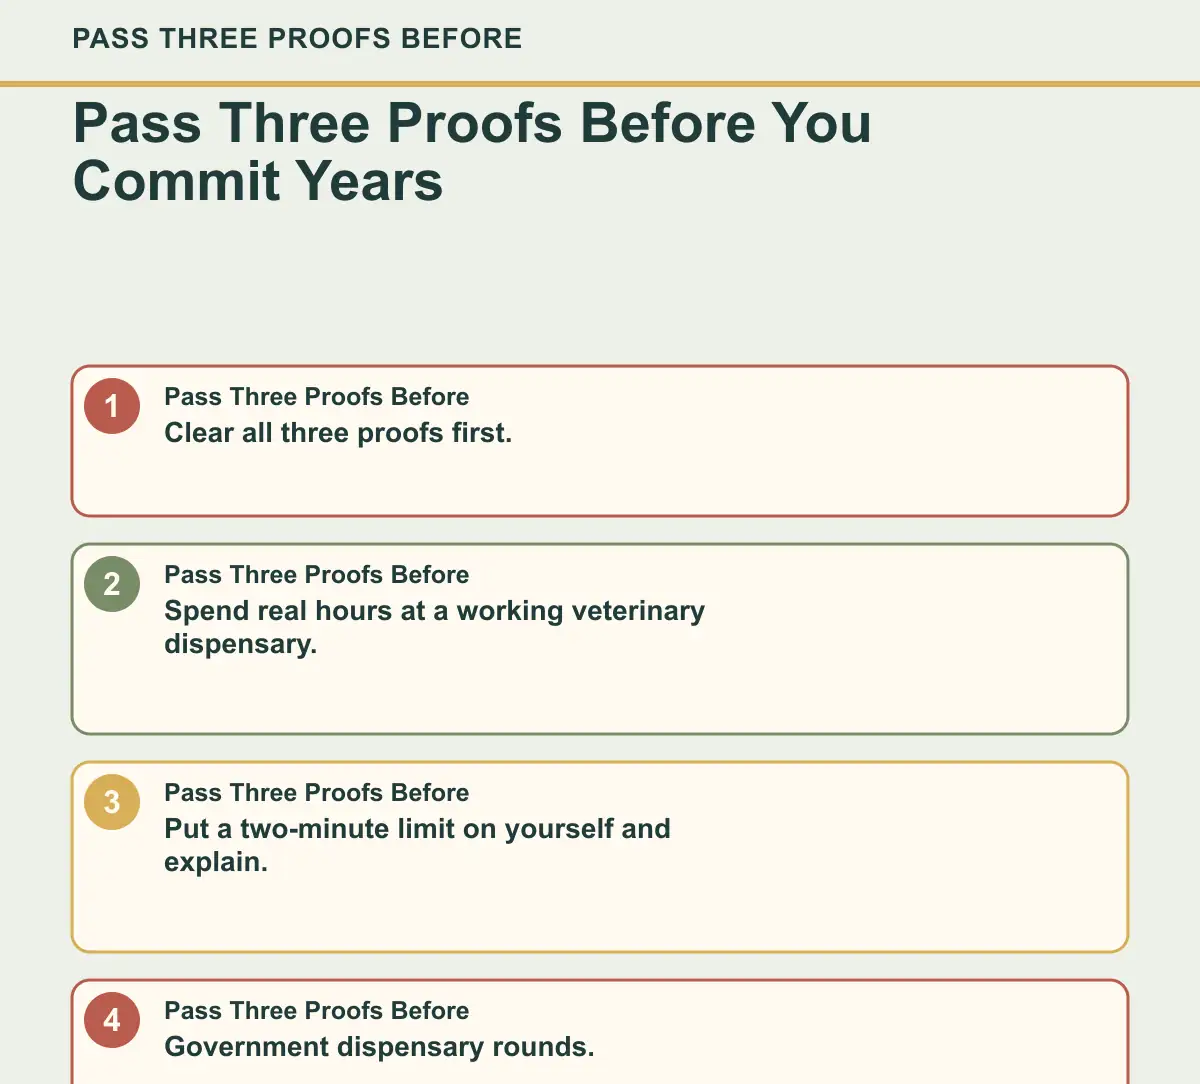 PASS THREE PROOFS BEFORE
Pass Three Proofs Before You
Commit Years
1
Pass Three Proofs Before
Clear all three proofs first.
2
Pass Three Proofs Before
Spend real hours at a working veterinary
dispensary.
3
Pass Three Proofs Before
Put a two-minute limit on yourself and
explain.
4
Pass Three Proofs Before
Government dispensary rounds.